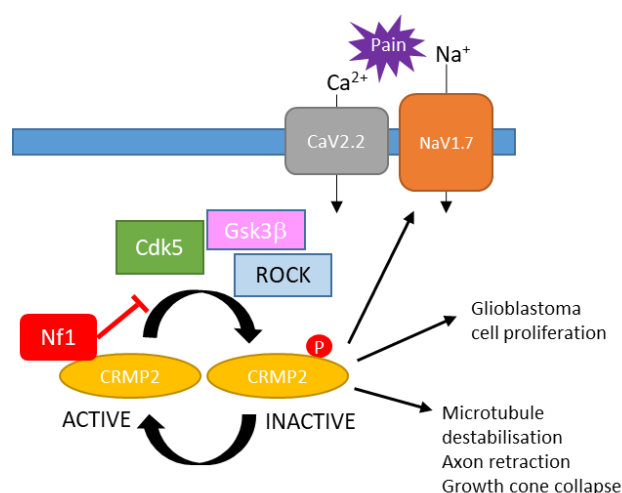 Pain
Na⁺
Ca²⁺
CaV2.2
NaV1.7
Cdk5
Gsk3β
ROCK
Nf1
P
CRMP2
CRMP2
ACTIVE
INACTIVE
Glioblastoma
cell proliferation
Microtubule
destabilisation
Axon retraction
Growth cone collapse